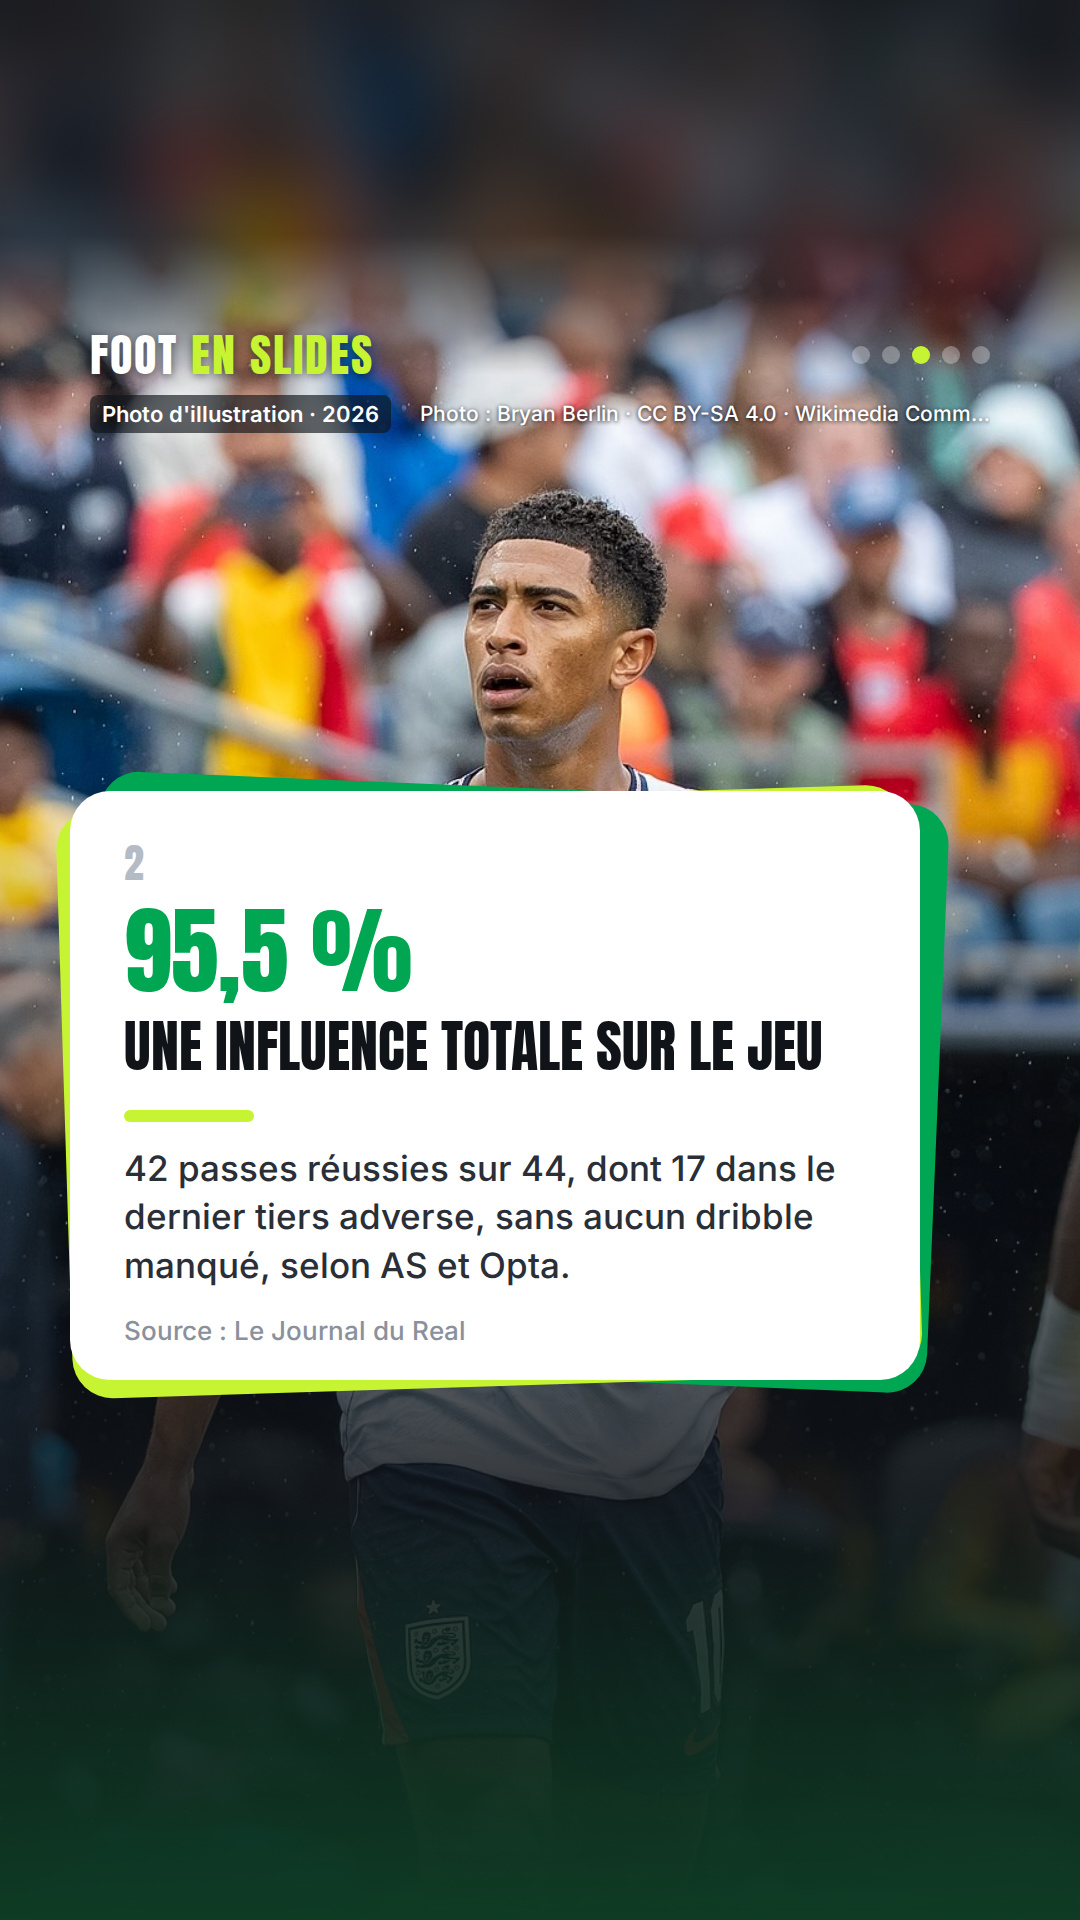 FOOT EN SLIDES
Photo d'illustration · 2026
Photo : Bryan Berlin · CC BY-SA 4.0 · Wikimedia Comm...
2
95,5 %
UNE INFLUENCE TOTALE SUR LE JEU
42 passes réussies sur 44, dont 17 dans le
dernier tiers adverse, sans aucun dribble
manqué, selon AS et Opta.
Source : Le Journal du Real
10